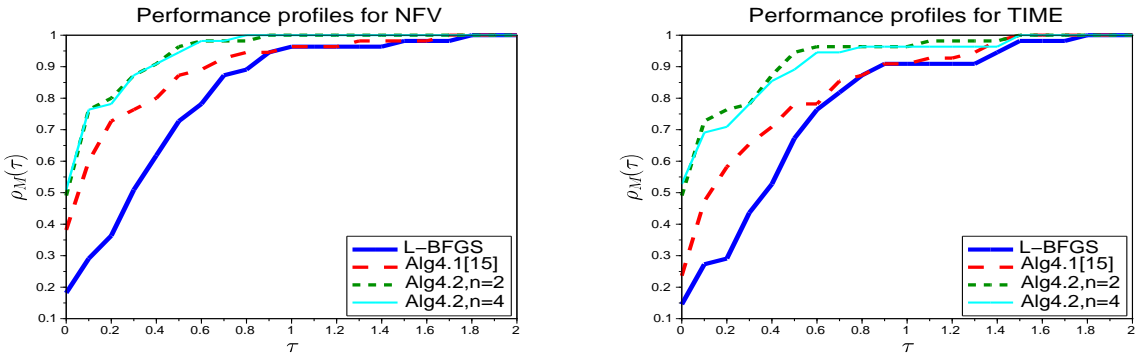 Performance profiles for NFV
1
0.9
0.8
0.7
0.6
0.5
0.4
0.3
0.2
0.1
ρ_M(τ)
0 0.2 0.4 0.6 0.8 1 1.2 1.4 1.6 1.8 2
τ
L−BFGS
Alg4.1[15]
Alg4.2,n=2
Alg4.2,n=4
Performance profiles for TIME
1
0.9
0.8
0.7
0.6
0.5
0.4
0.3
0.2
0.1
ρ_M(τ)
0 0.2 0.4 0.6 0.8 1 1.2 1.4 1.6 1.8 2
τ
L−BFGS
Alg4.1[15]
Alg4.2,n=2
Alg4.2,n=4